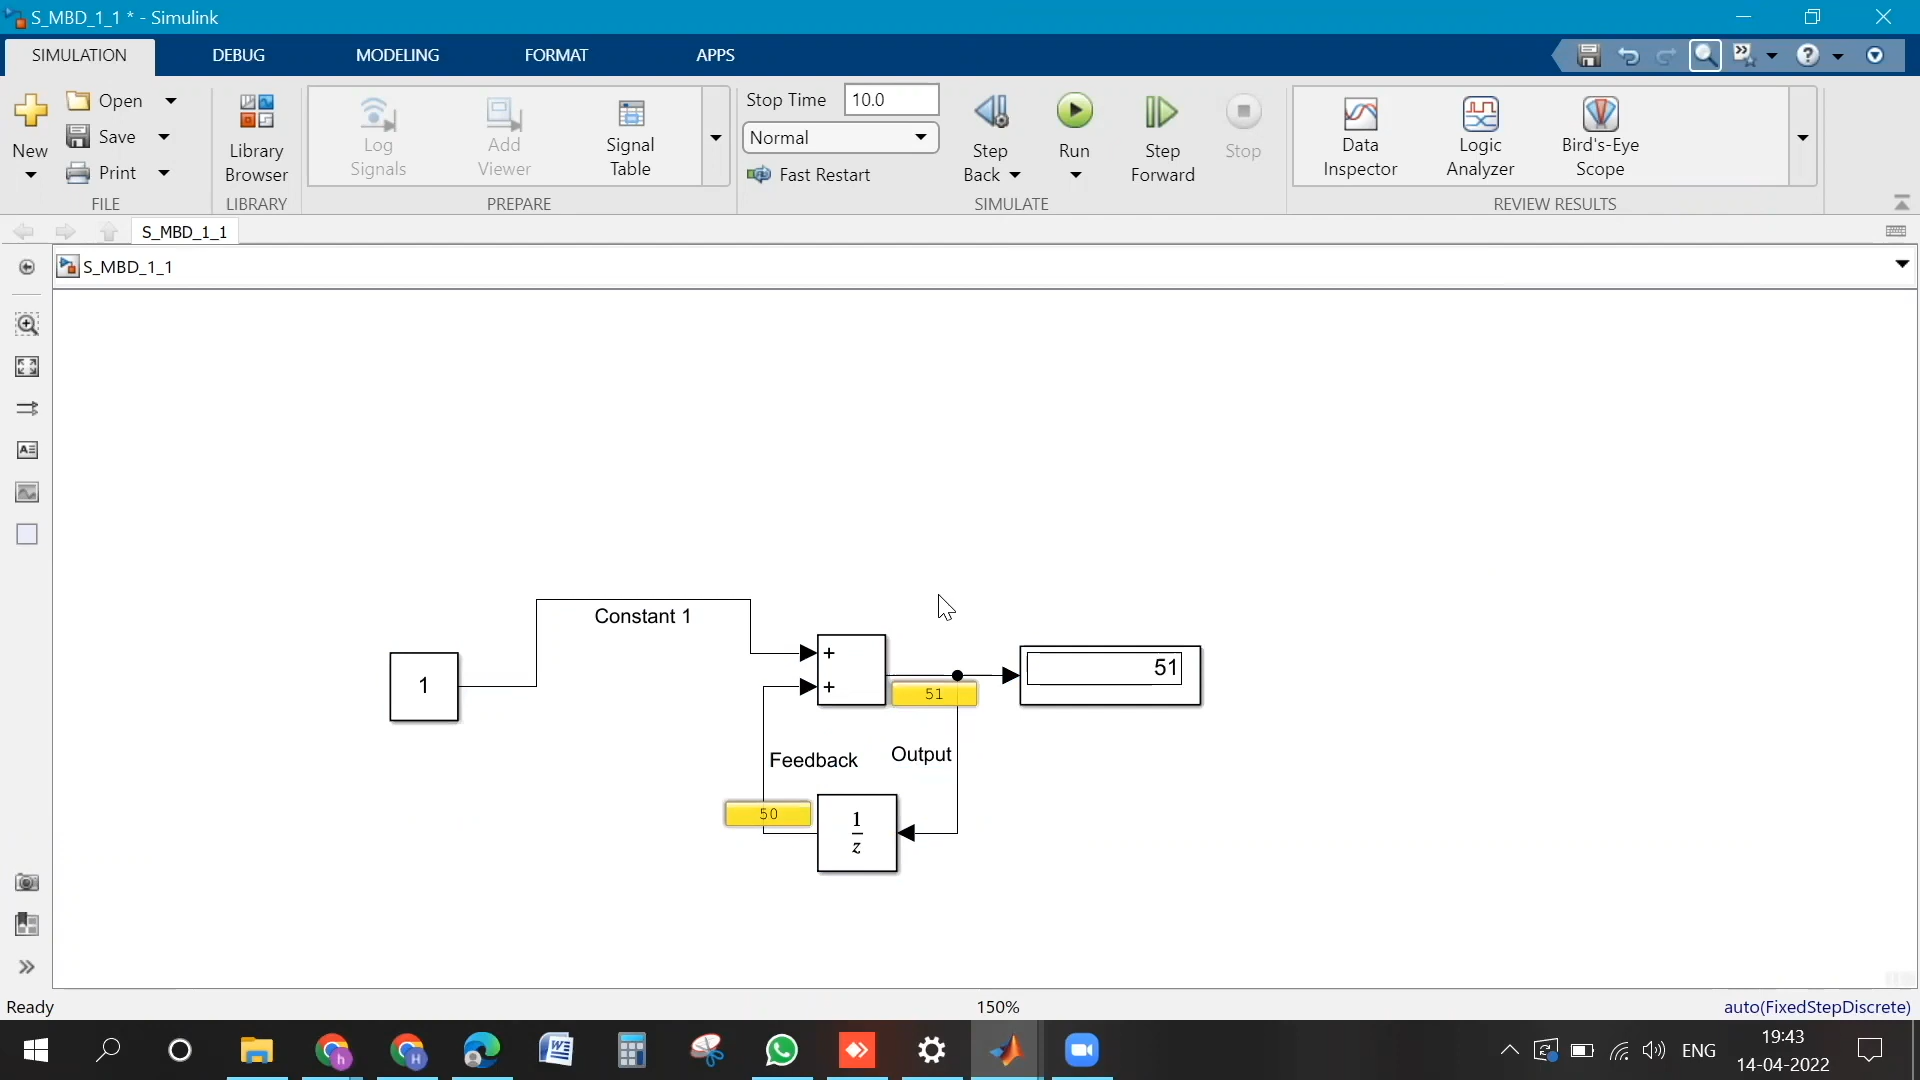 S_MBD_1_1 * - Simulink
SIMULATION
DEBUG
MODELING
FORMAT
APPS
New
Open
Save
Print
FILE
Library
Browser
LIBRARY
Log
Signals
Add
Viewer
Signal
Table
PREPARE
Stop Time 10.0
Normal
Fast Restart
Step
Back
Run
Step
Forward
Stop
SIMULATE
Data
Inspector
Logic
Analyzer
Bird's-Eye
Scope
REVIEW RESULTS
S_MBD_1_1
S_MBD_1_1
Constant 1
1
+
+
51
51
Feedback
Output
50
1
z
Ready
150%
auto(FixedStepDiscrete)
ENG
19:43
14-04-2022